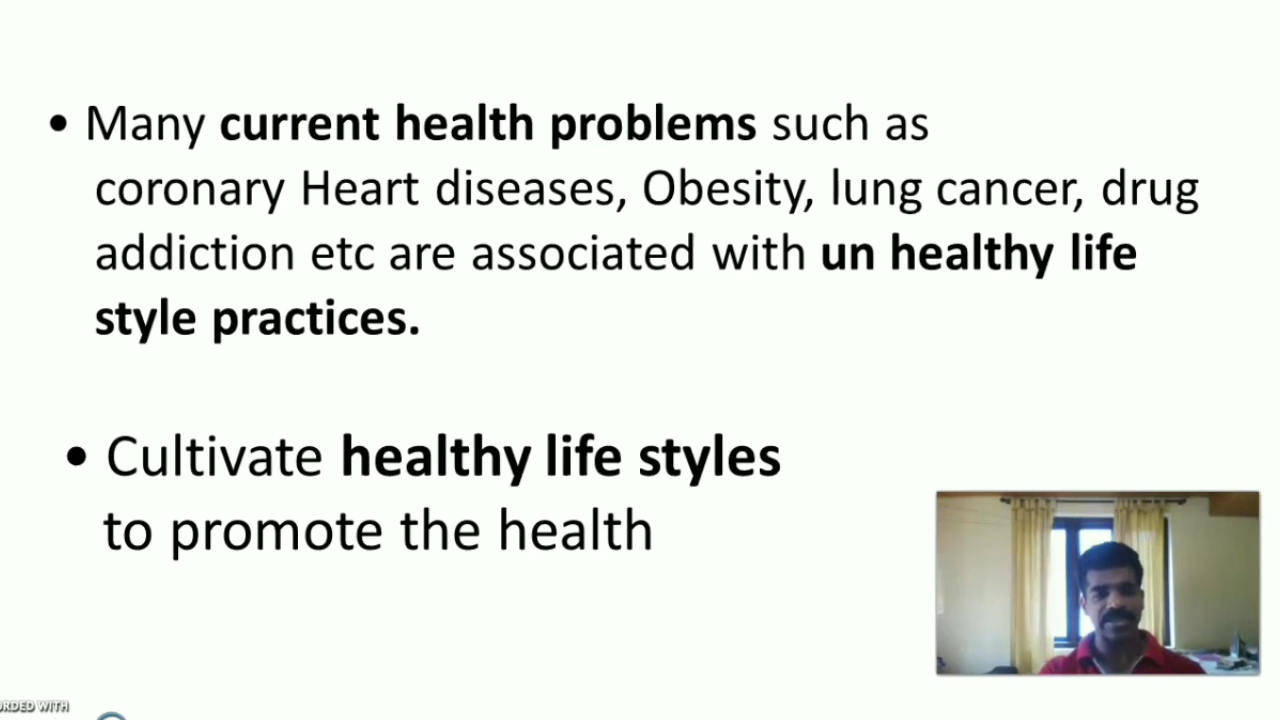 • Many current health problems such as
coronary Heart diseases, Obesity, lung cancer, drug
addiction etc are associated with un healthy life
style practices.
• Cultivate healthy life styles
to promote the health
WITH